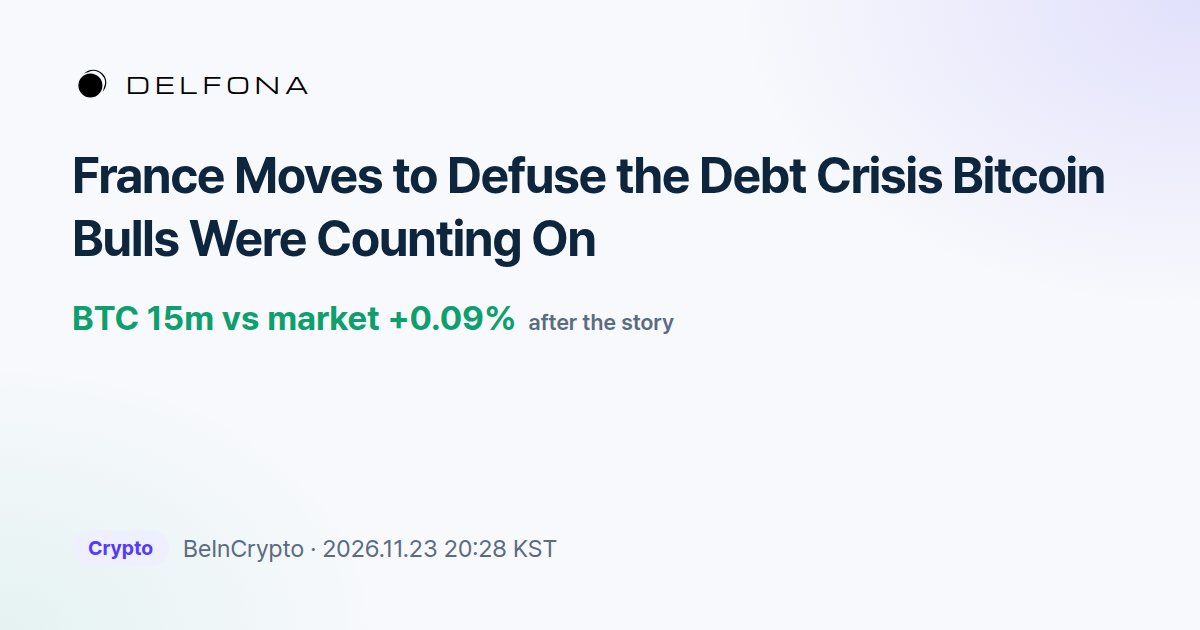 DELFONA
France Moves to Defuse the Debt Crisis Bitcoin
Bulls Were Counting On
BTC 15m vs market +0.09% after the story
Crypto BeInCrypto · 2026.11.23 20:28 KST